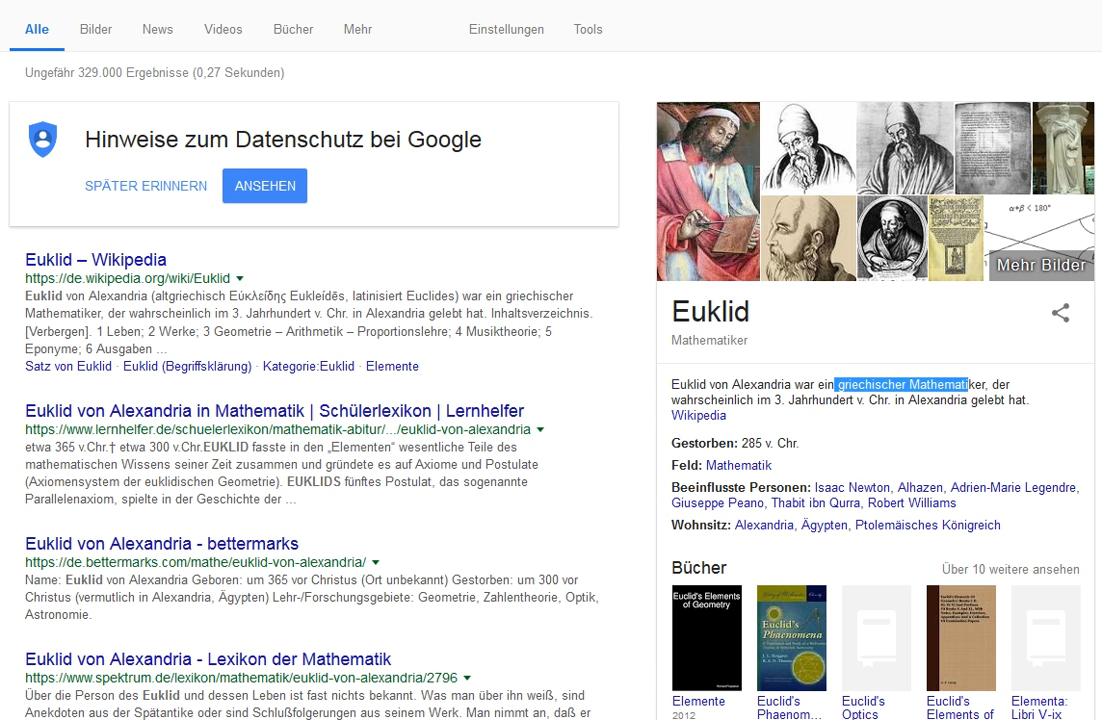 Alle Bilder News Videos Bücher Mehr Einstellungen Tools
Ungefähr 329.000 Ergebnisse (0,27 Sekunden)
Hinweise zum Datenschutz bei Google
SPÄTER ERINNERN ANSEHEN
Euklid – Wikipedia
https://de.wikipedia.org/wiki/Euklid
Euklid von Alexandria (altgriechisch Εὐκλείδης Eukleídēs, latinisiert Euclides) war ein griechischer
Mathematiker, der wahrscheinlich im 3. Jahrhundert v. Chr. in Alexandria gelebt hat. Inhaltsverzeichnis.
[Verbergen]. 1 Leben; 2 Werke; 3 Geometrie – Arithmetik – Proportionslehre; 4 Musiktheorie; 5
Eponyme; 6 Ausgaben ...
Satz von Euklid · Euklid (Begriffsklärung) · Kategorie:Euklid · Elemente
Euklid von Alexandria in Mathematik | Schülerlexikon | Lernhelfer
https://www.lernhelfer.de/schuelerlexikon/mathematik-abitur/.../euklid-von-alexandria
etwa 365 v.Chr.† etwa 300 v.Chr.EUKLID fasste in den „Elementen“ wesentliche Teile des
mathematischen Wissens seiner Zeit zusammen und gründete es auf Axiome und Postulate
(Axiomensystem der euklidischen Geometrie). EUKLIDS fünftes Postulat, das sogenannte
Parallelenaxiom, spielte in der Geschichte der ...
Euklid von Alexandria - bettermarks
https://de.bettermarks.com/mathe/euklid-von-alexandria/
Name: Euklid von Alexandria Geboren: um 365 vor Christus (Ort unbekannt) Gestorben: um 300 vor
Christus (vermutlich in Alexandria, Ägypten) Lehr-/Forschungsgebiete: Geometrie, Zahlentheorie, Optik,
Astronomie.
Euklid von Alexandria - Lexikon der Mathematik
https://www.spektrum.de/lexikon/mathematik/euklid-von-alexandria/2796
Über die Person des Euklid und dessen Leben ist fast nichts bekannt. Was man über ihn weiß, sind
Anekdoten aus der Spätantike oder sind Schlußfolgerungen aus seinem Werk. Man nimmt an, daß er
α+β < 180°
Mehr Bilder
Euklid
Mathematiker
Euklid von Alexandria war ein griechischer Mathematiker, der
wahrscheinlich im 3. Jahrhundert v. Chr. in Alexandria gelebt hat.
Wikipedia
Gestorben: 285 v. Chr.
Feld: Mathematik
Beeinflusste Personen: Isaac Newton, Alhazen, Adrien-Marie Legendre,
Giuseppe Peano, Thabit ibn Qurra, Robert Williams
Wohnsitz: Alexandria, Ägypten, Ptolemäisches Königreich
Bücher Über 10 weitere ansehen
Euclid's Elements
of Geometry
Euclid's
Phaenomena
Elemente
2012
Euclid's
Phaenom...
Euclid's
Optics
Euclid's
Elements of
Elementa:
Libri V-ix